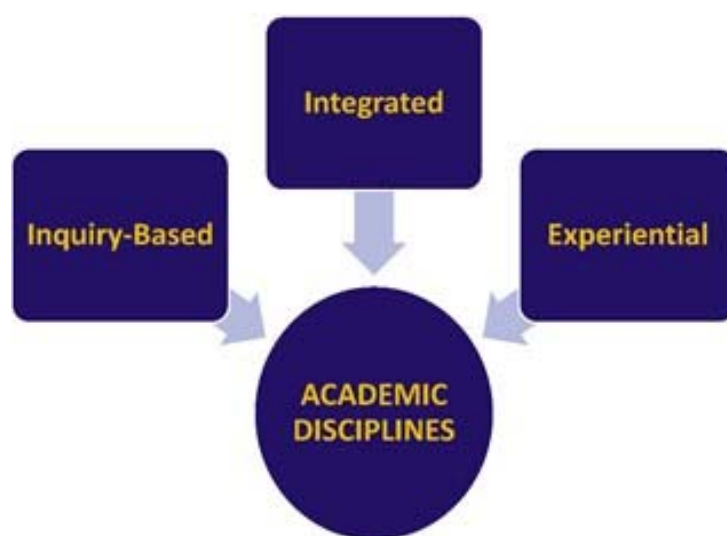 Integrated
Inquiry-Based
Experiential
ACADEMIC
DISCIPLINES